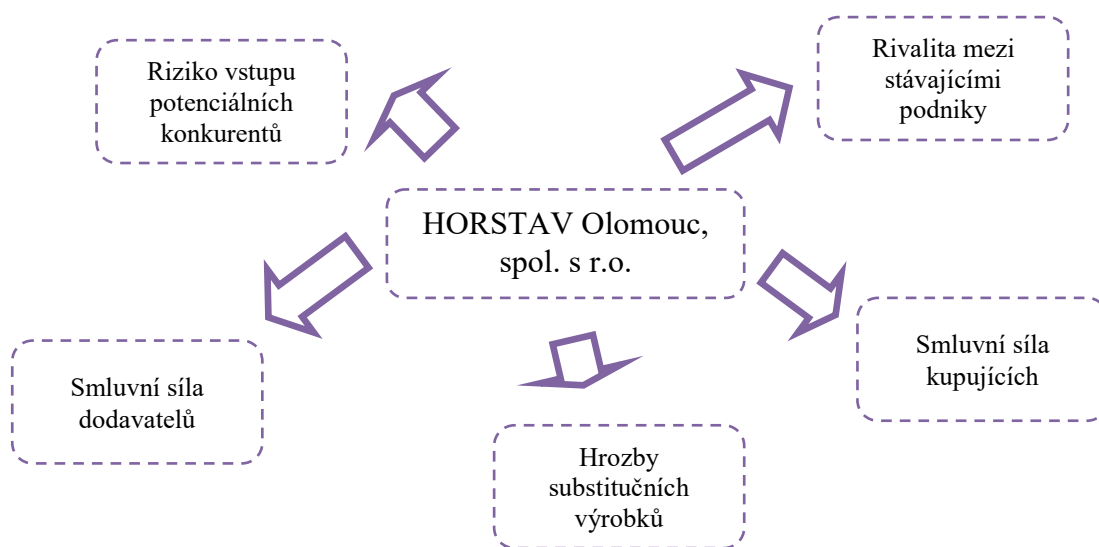 Riziko vstupu
potenciálních
konkurentů
Rivalita mezi
stávajícími
podniky
HORSTAV Olomouc,
spol. s r.o.
Smluvní síla
dodavatelů
Smluvní síla
kupujících
Hrozby
substitučních
výrobků